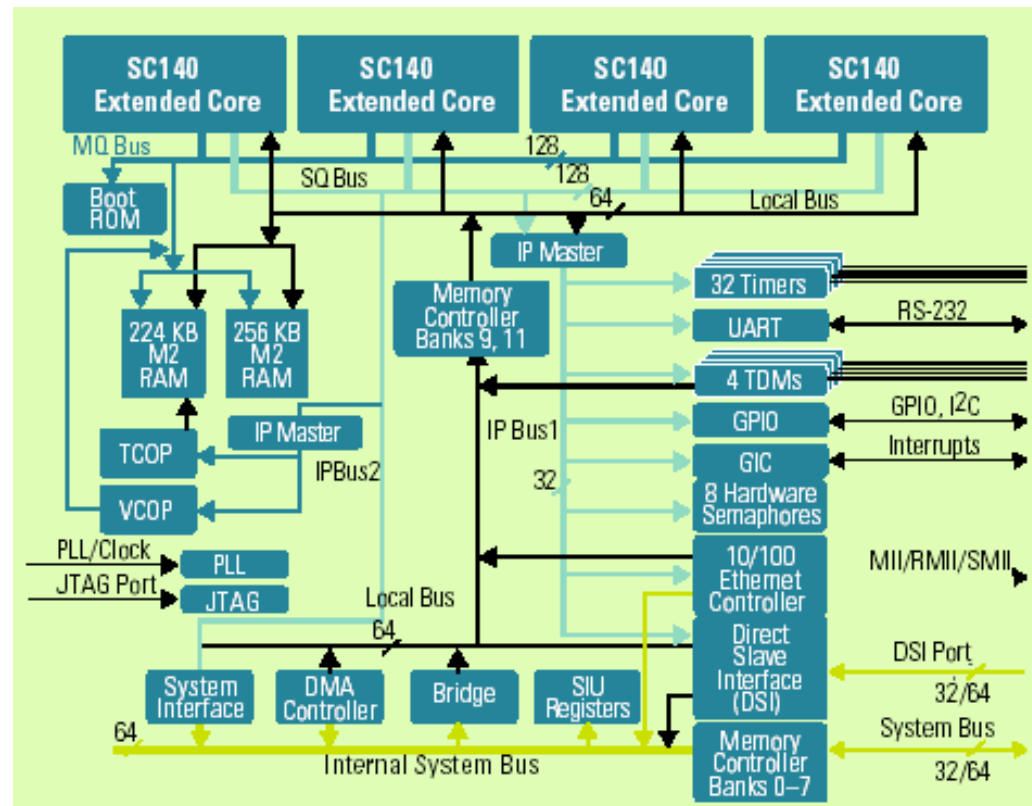 SC140
Extended Core
SC140
Extended Core
SC140
Extended Core
SC140
Extended Core
MQ Bus
128
SQ Bus
128
64
Local Bus
Boot
ROM
IP Master
Memory
Controller
Banks 9, 11
32 Timers
RS-232
UART
224 KB
M2
RAM
256 KB
M2
RAM
4 TDMs
GPIO, I2C
GPIO
IP Master
IP Bus1
Interrupts
TCOP
IPBus2
GIC
32
8 Hardware
Semaphores
VCOP
PLL/Clock
PLL
JTAG Port
JTAG
10/100
Ethernet
Controller
MII/RMII/SMII
Local Bus
64
Direct
Slave
Interface
(DSI)
DSI Port
32/64
System
Interface
DMA
Controller
Bridge
SIU
Registers
64
Internal System Bus
Memory
Controller
Banks 0–7
System Bus
32/64